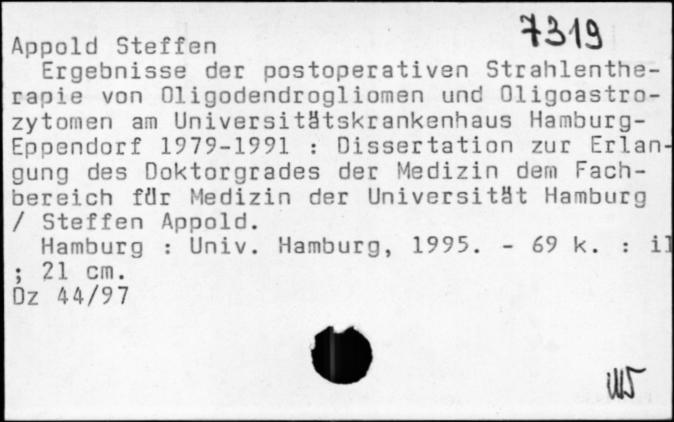 7319
Appold Steffen
Ergebnisse der postoperativen Strahlenthe-
rapie von Oligodendrogliomen und Oligoastro-
zytomen am Universitätskrankenhaus Hamburg-
Eppendorf 1979-1991 : Dissertation zur Erlan-
gung des Doktorgrades der Medizin dem Fach-
bereich für Medizin der Universität Hamburg
/ Steffen Appold.
Hamburg : Univ. Hamburg, 1995. - 69 k. : il
; 21 cm.
Dz 44/97